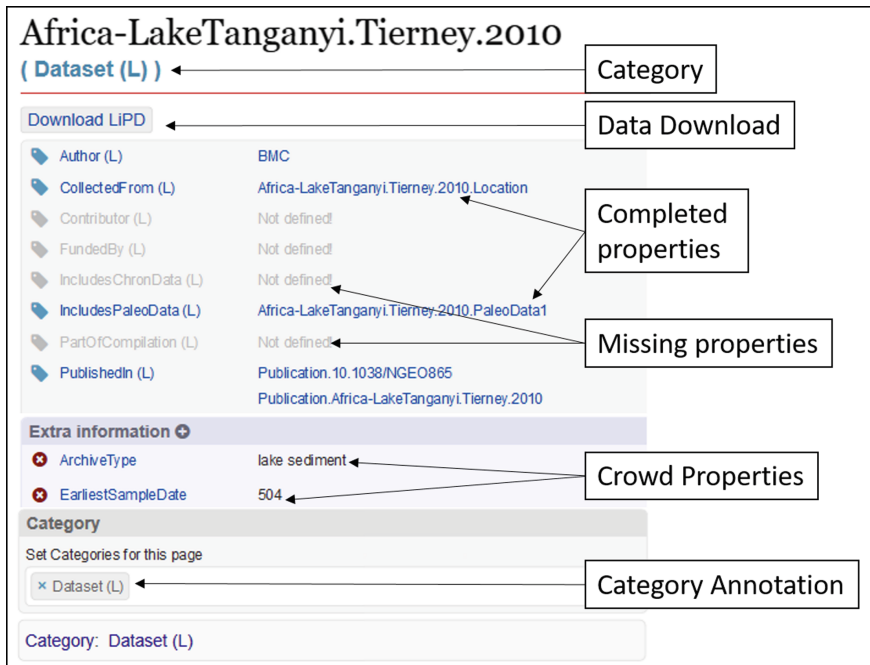 Africa-LakeTanganyi.Tierney.2010
( Dataset (L) )
Category
Download LiPD
Data Download
Author (L) BMC
CollectedFrom (L) Africa-LakeTanganyi.Tierney.2010.Location
Contributor (L) Not defined!
Completed
properties
FundedBy (L) Not defined!
IncludesChronData (L) Not defined!
IncludesPaleoData (L) Africa-LakeTanganyi.Tierney.2010.PaleoData1
PartOfCompilation (L) Not defined!
Missing properties
PublishedIn (L) Publication.10.1038/NGEO865
Publication.Africa-LakeTanganyi.Tierney.2010
Extra information
ArchiveType lake sediment
Crowd Properties
EarliestSampleDate 504
Category
Set Categories for this page
× Dataset (L)
Category Annotation
Category: Dataset (L)